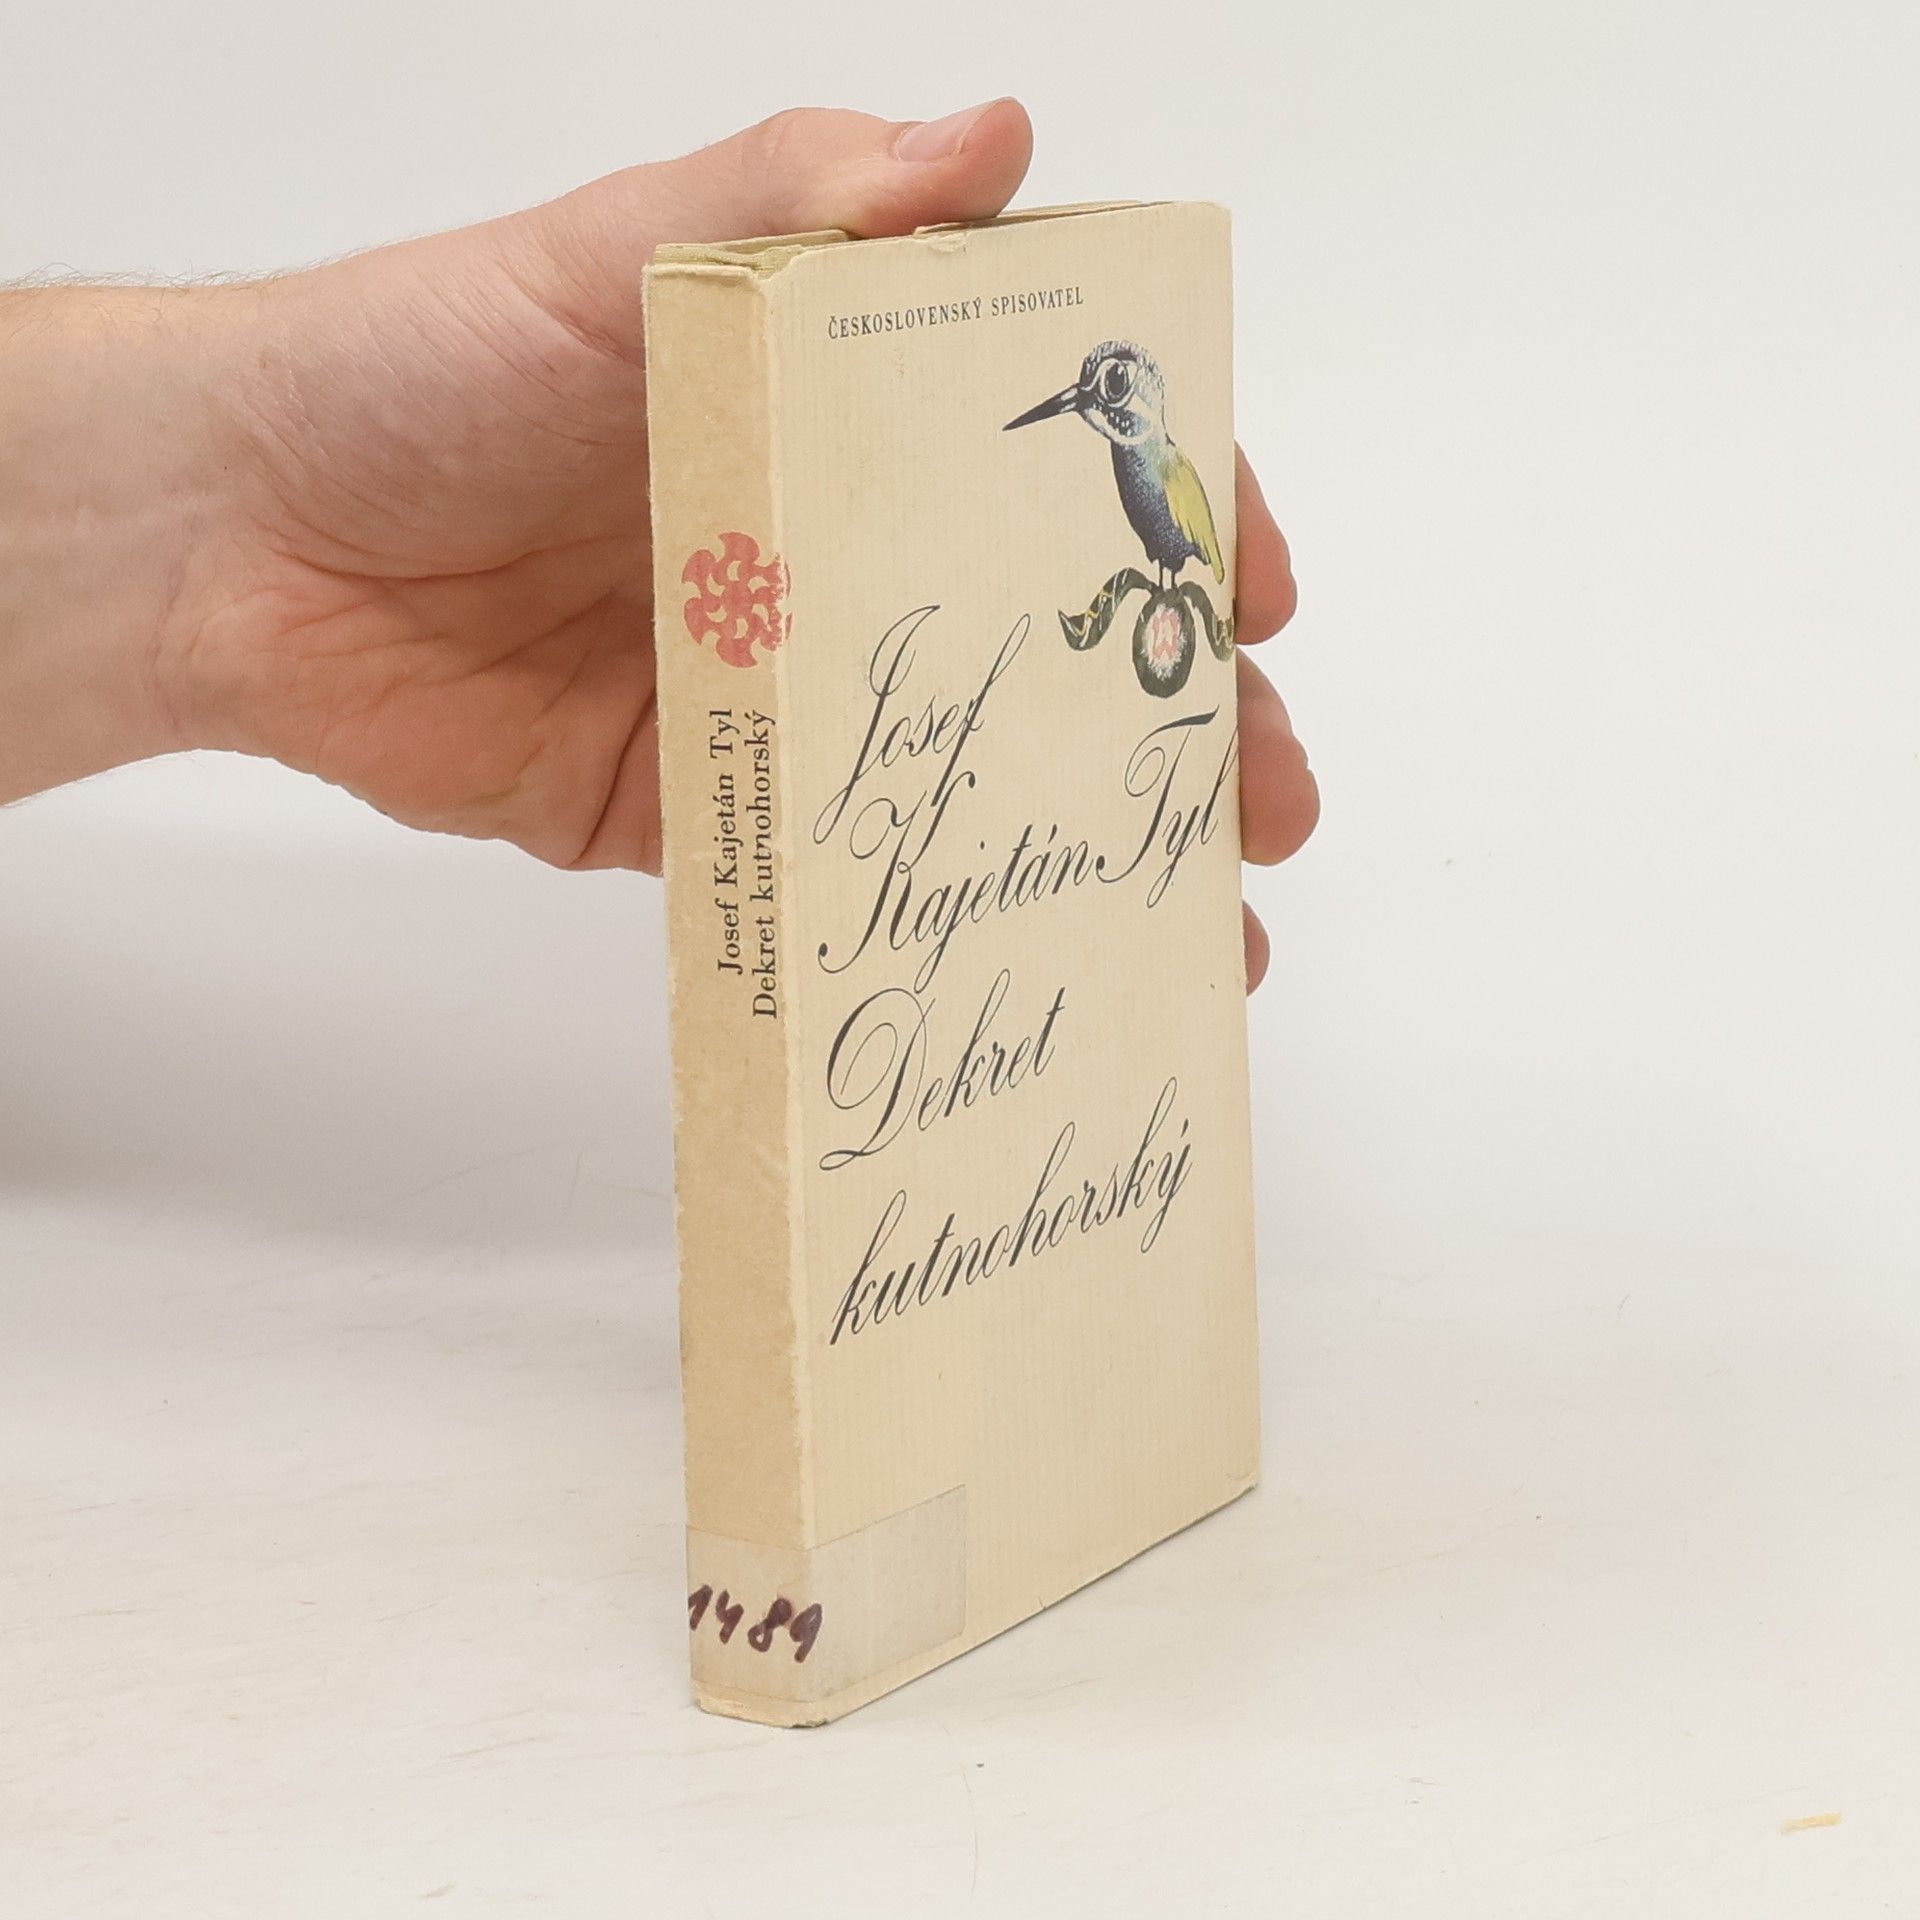 ČESKOSLOVENSKÝ SPISOVATEL
Josef
Kajetán Tyl
Dekret
kutnohorský
Josef Kajetán Tyl
Dekret kutnohorský
1489